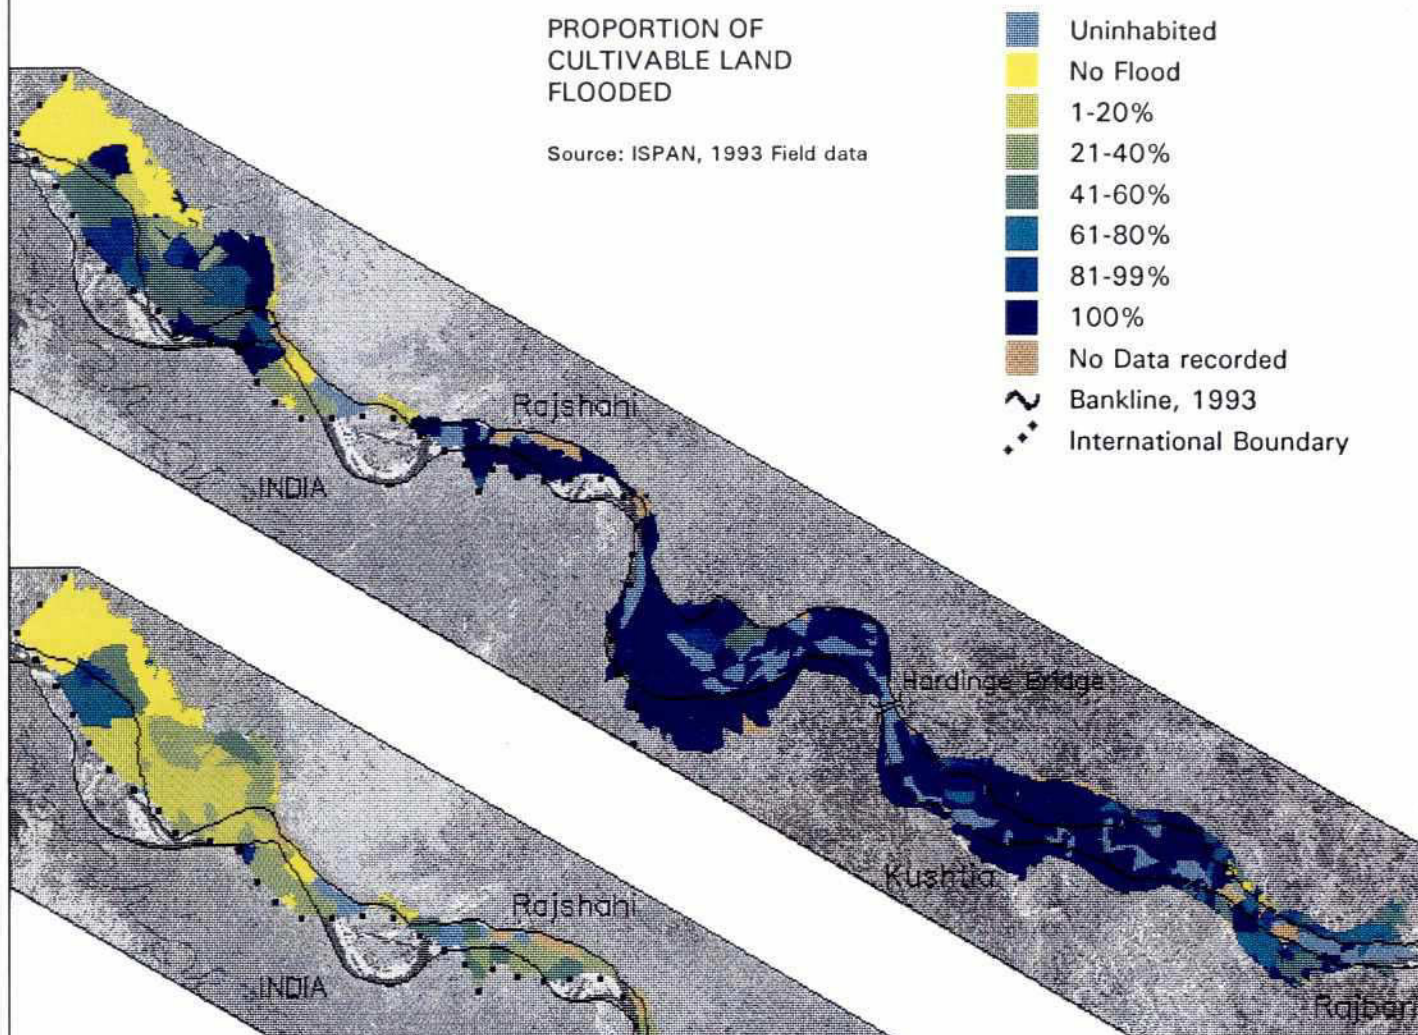 PROPORTION OF
CULTIVABLE LAND
FLOODED
Source: ISPAN, 1993 Field data
Uninhabited
No Flood
1-20%
21-40%
41-60%
61-80%
81-99%
100%
No Data recorded
Bankline, 1993
International Boundary
Rajshahi
INDIA
Hardinge Bridge
Kushtia
Rajbari
Rajshahi
INDIA